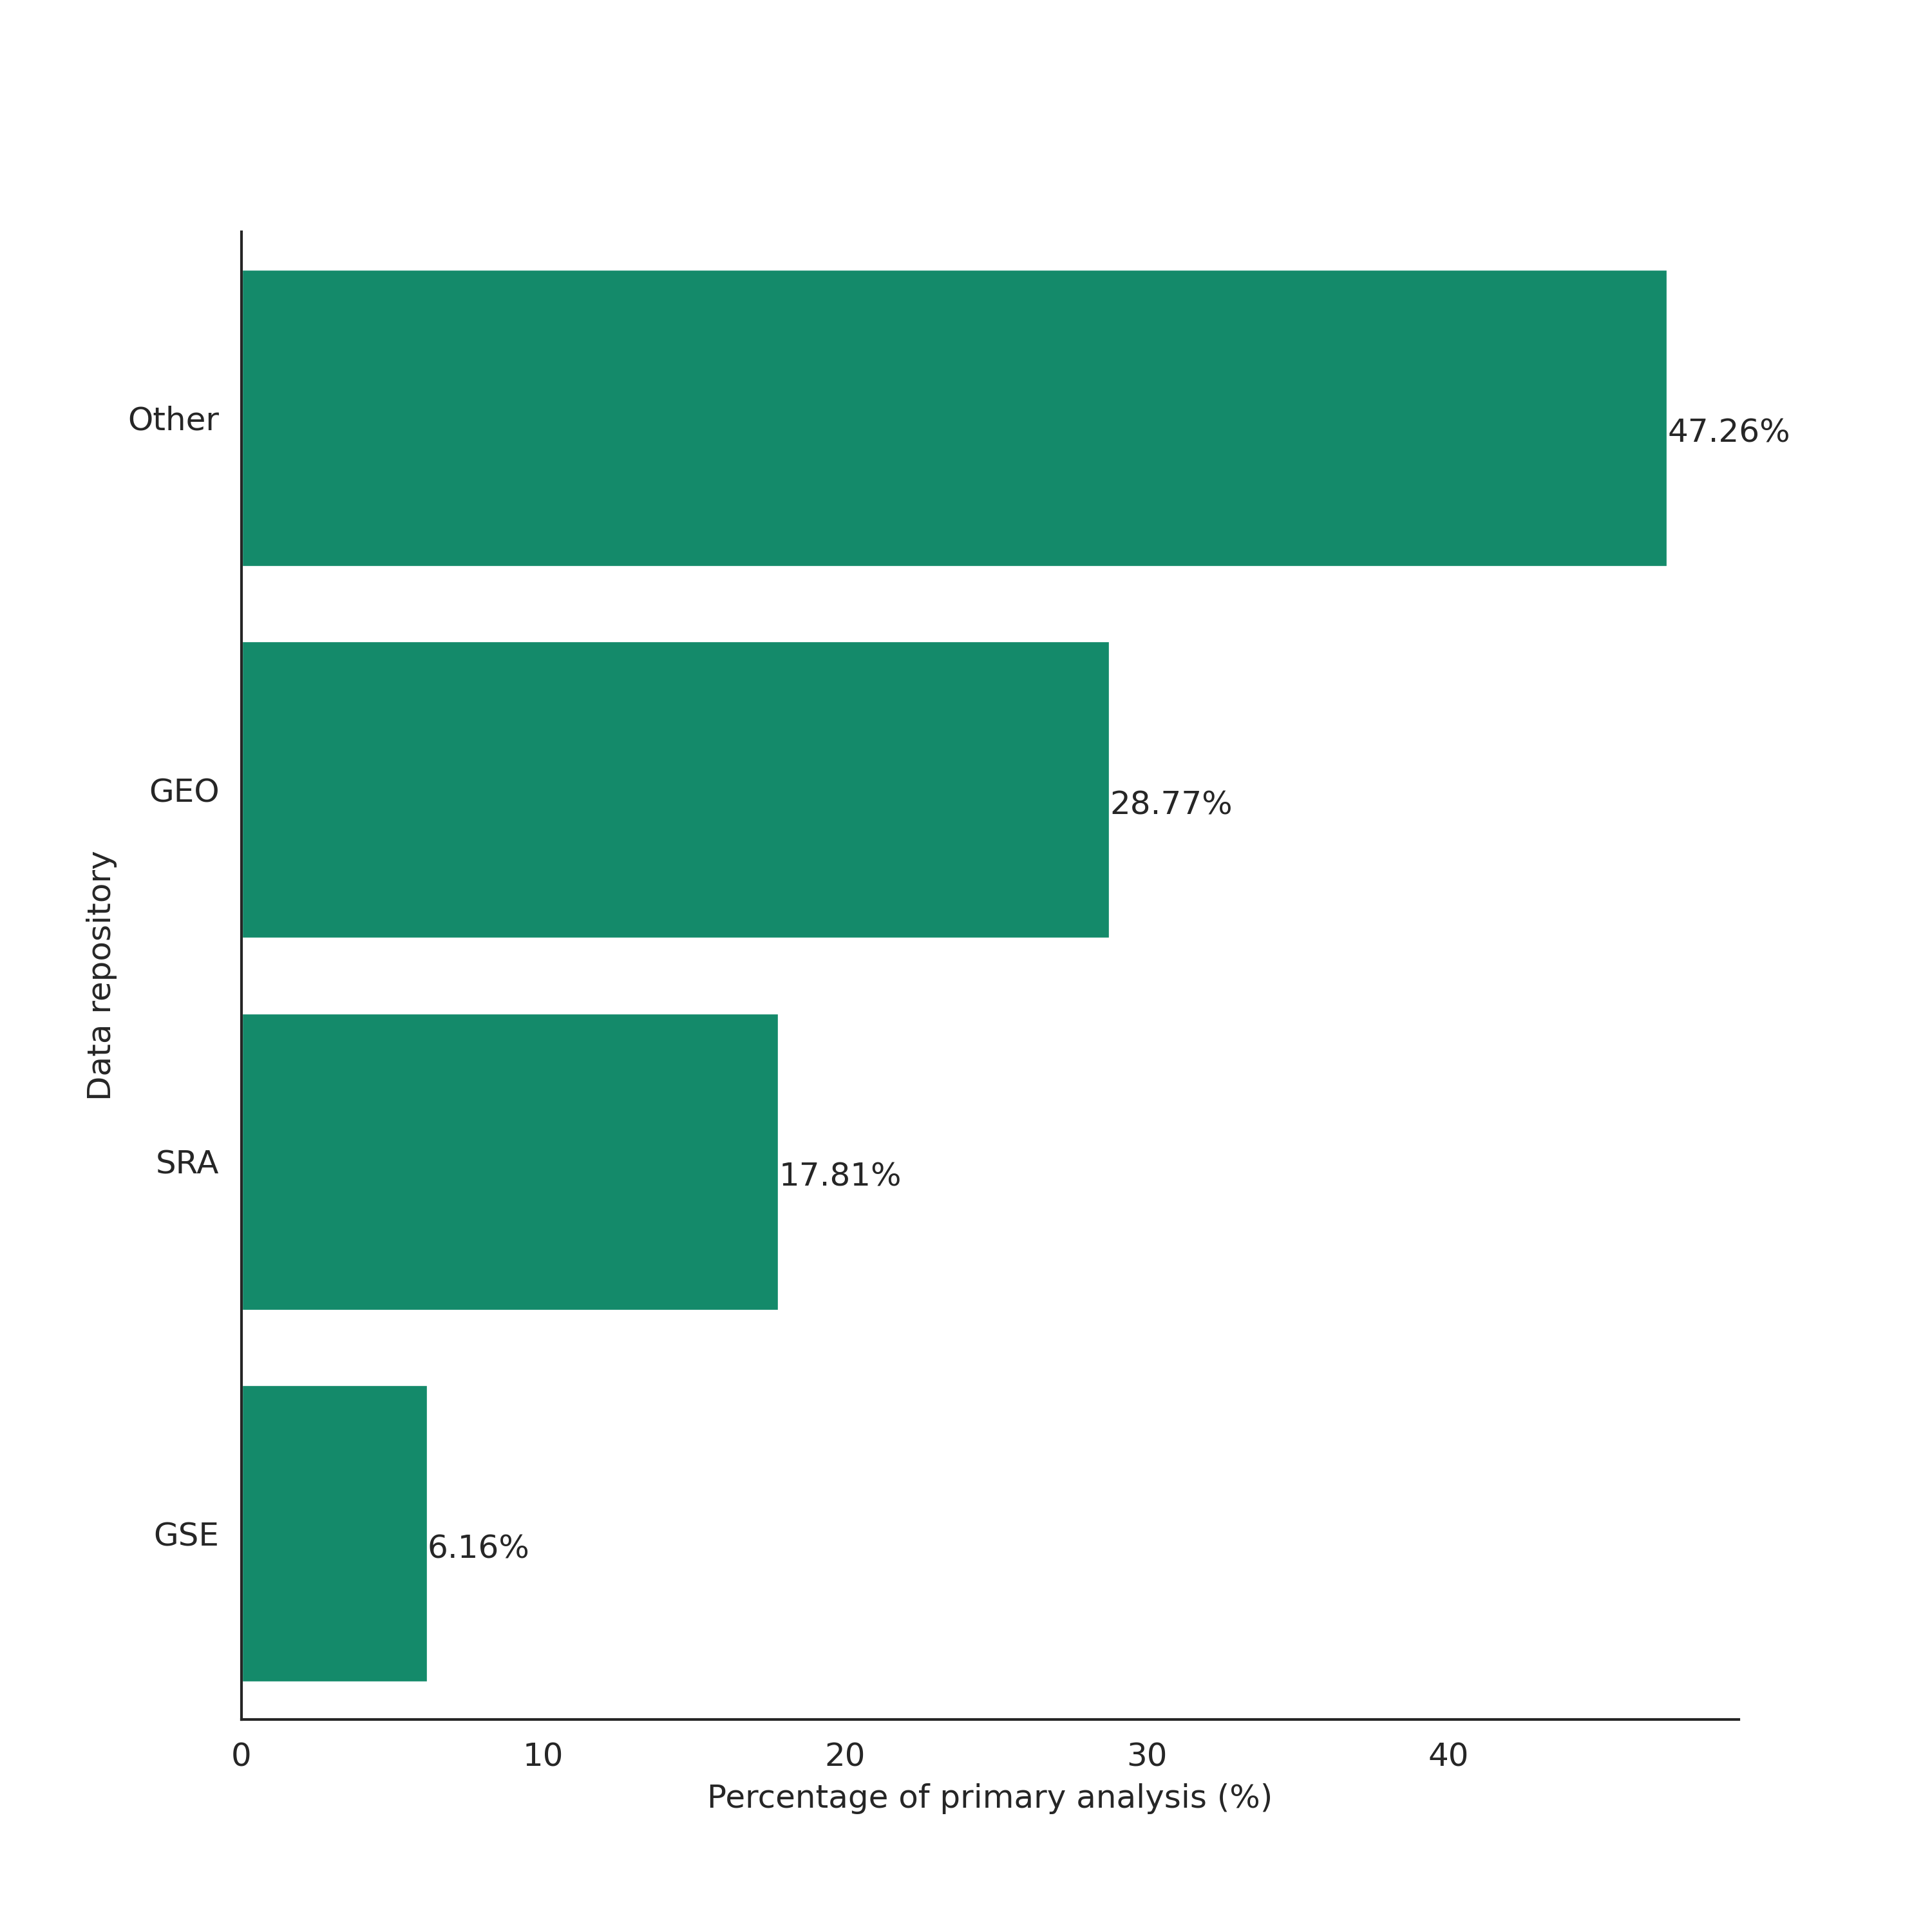 Other
47.26%
GEO
28.77%
Data repository
SRA
17.81%
GSE
6.16%
0 10 20 30 40
Percentage of primary analysis (%)